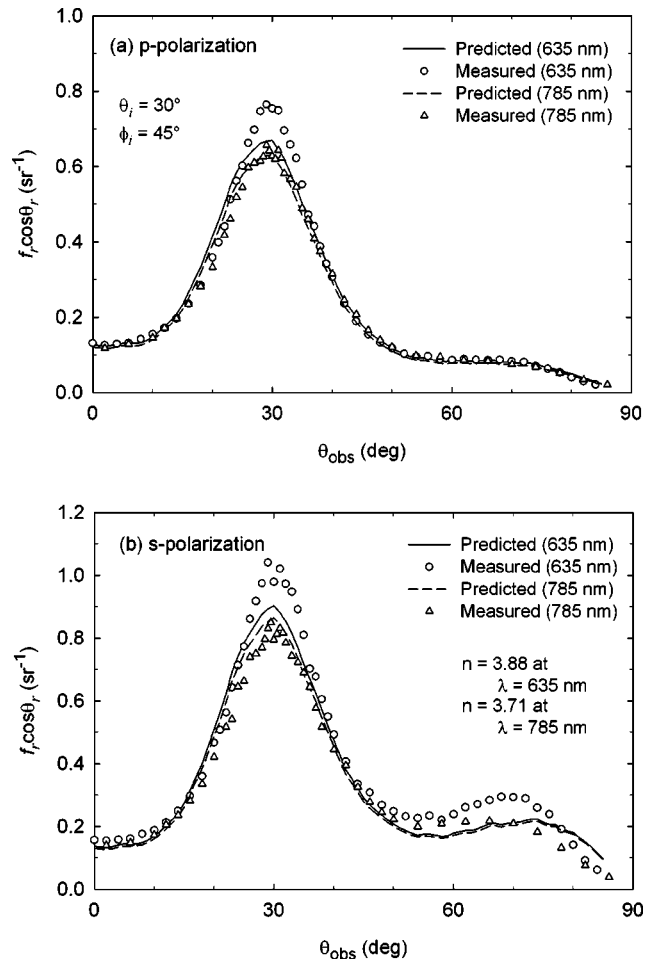 (a) p-polarization
Predicted (635 nm)
Measured (635 nm)
Predicted (785 nm)
Measured (785 nm)
θi = 30°
ϕi = 45°
1.0
0.8
0.6
0.4
0.2
0.0
frcosθr (sr-1)
0 30 60 90
θobs (deg)
(b) s-polarization
Predicted (635 nm)
Measured (635 nm)
Predicted (785 nm)
Measured (785 nm)
n = 3.88 at
λ = 635 nm
n = 3.71 at
λ = 785 nm
1.2
1.0
0.8
0.6
0.4
0.2
0.0
frcosθr (sr-1)
0 30 60 90
θobs (deg)